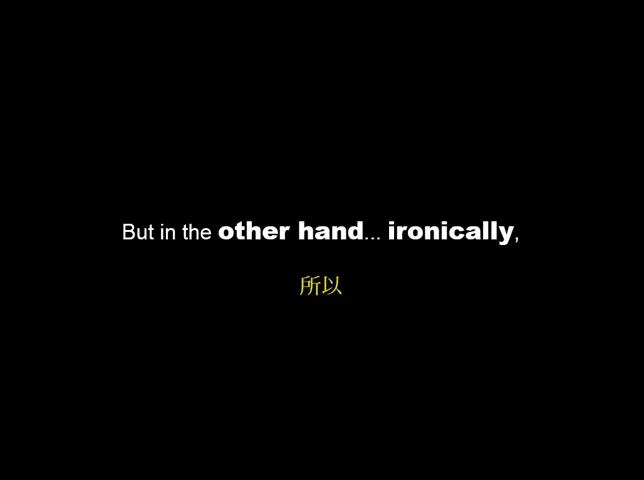 But in the other hand... ironically,
所以